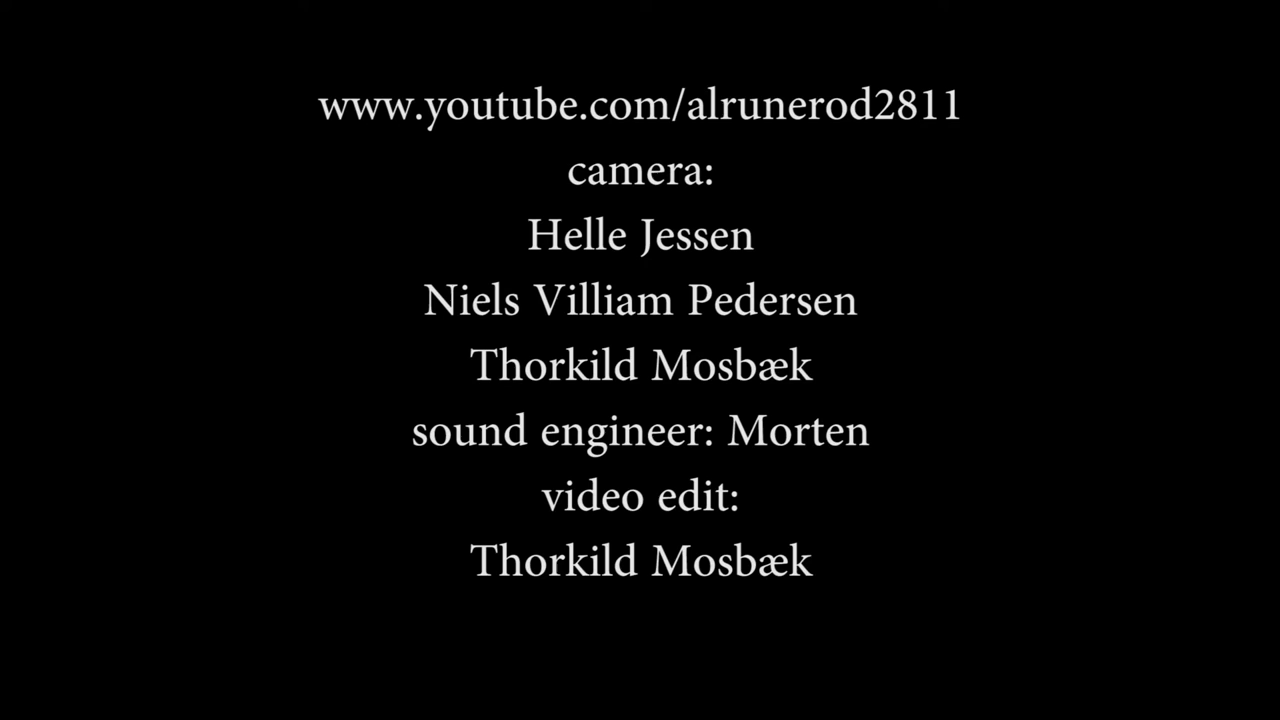 www.youtube.com/alrunerod2811
camera:
Helle Jessen
Niels Villiam Pedersen
Thorkild Mosbæk
sound engineer: Morten
video edit:
Thorkild Mosbæk